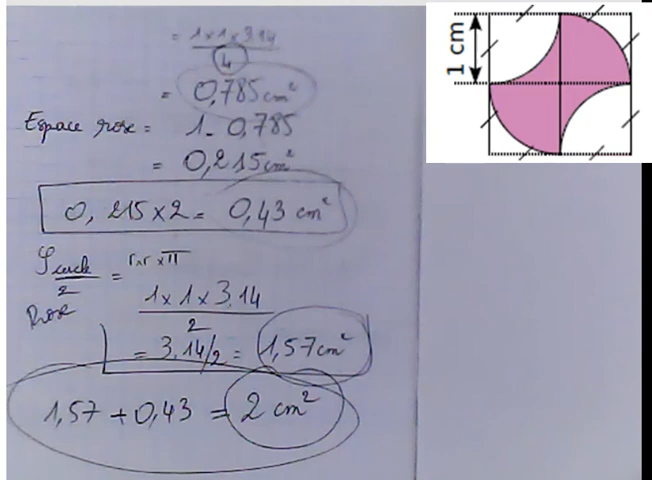 = 1 x 1 x 3.14
4
= 0,785 cm²
Espace rose = 1 - 0,785
= 0,215 cm²
0, 215 x 2 = 0,43 cm²
= r x r x π
2
Rose
1 x 1 x 3.14
2
= 3.14/2 = 1,57 cm²
1,57 + 0,43 = 2 cm²
1 cm